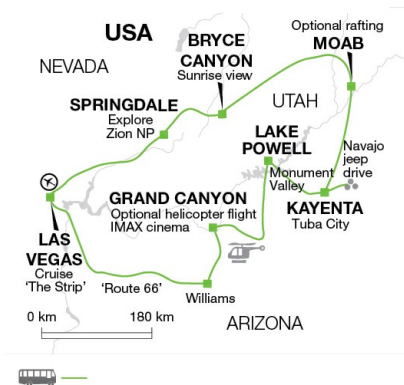 USA
Optional rafting
MOAB
BRYCE
CANYON
Sunrise view
NEVADA
UTAH
SPRINGDALE
Explore
Zion NP
LAKE
POWELL
Navajo
jeep
drive
Monument
Valley
GRAND CANYON
Optional helicopter flight
IMAX cinema
KAYENTA
Tuba City
LAS
VEGAS
Cruise
'The Strip'
'Route 66'
Williams
0 km 180 km
ARIZONA